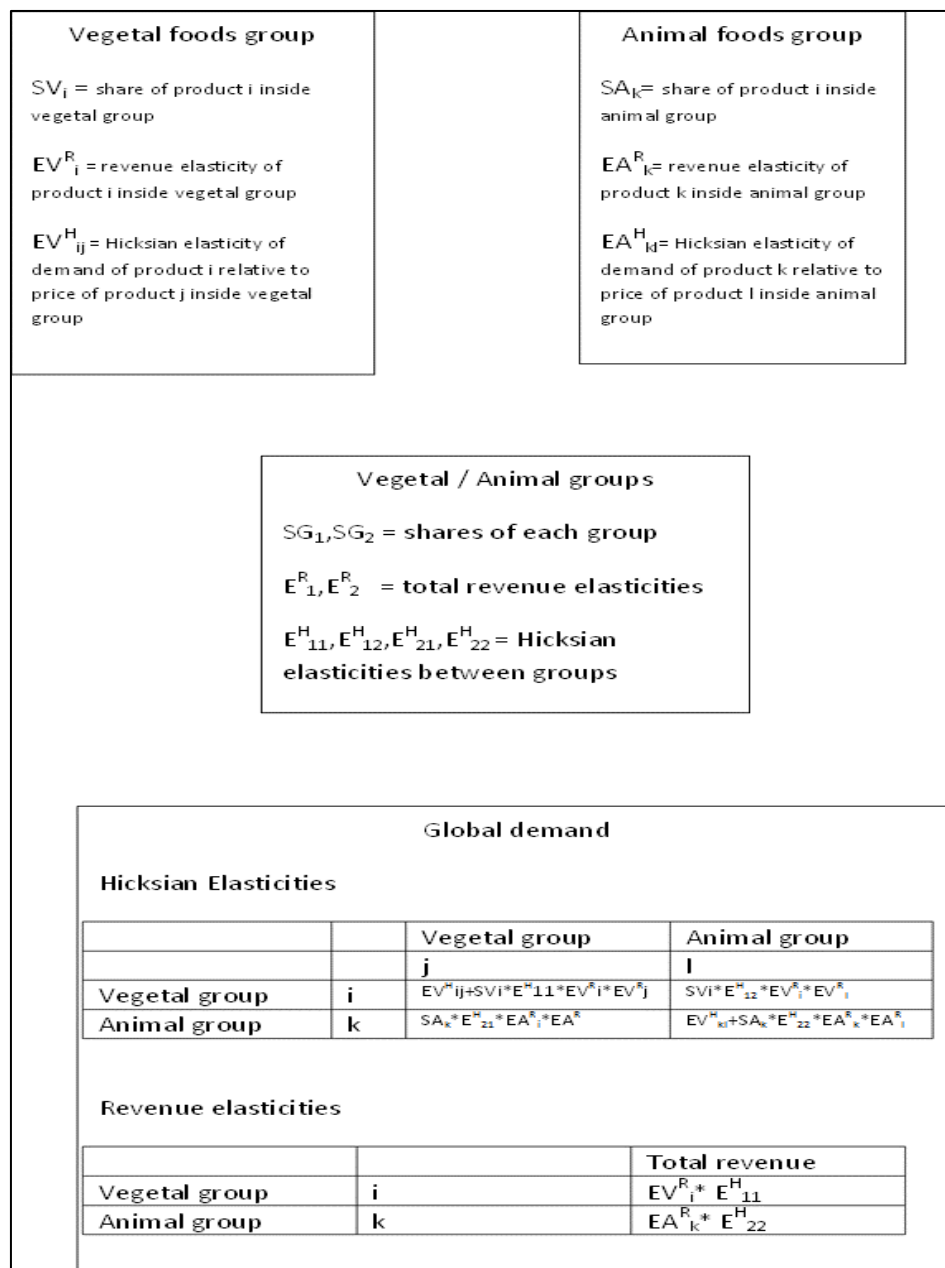 Vegetal foods group
SVᵢ = share of product i inside
vegetal group
EVᴿᵢ = revenue elasticity of
product i inside vegetal group
EVᴴᵢⱼ = Hicksian elasticity of
demand of product i relative to
price of product j inside vegetal
group
Animal foods group
SAₖ= share of product i inside
animal group
EAᴿₖ= revenue elasticity of
product k inside animal group
EAᴴₖₗ= Hicksian elasticity of
demand of product k relative to
price of product l inside animal
group
Vegetal / Animal groups
SG₁,SG₂ = shares of each group
Eᴿ₁,Eᴿ₂ = total revenue elasticities
Eᴴ₁₁,Eᴴ₁₂,Eᴴ₂₁,Eᴴ₂₂ = Hicksian
elasticities between groups
Global demand
Hicksian Elasticities
Vegetal group Animal group
j l
Vegetal group i EVᴴij+SVi*Eᴴ11*EVᴿi*EVᴿj SVi*Eᴴ₁₂*EVᴿᵢ*EVᴿₗ
Animal group k SAₖ*Eᴴ₂₁*EAᴿᵢ*EAᴿ EVᴴₖₗ+SAₖ*Eᴴ₂₂*EAᴿₖ*EAᴿₗ
Revenue elasticities
Total revenue
Vegetal group i EVᴿᵢ* Eᴴ₁₁
Animal group k EAᴿₖ* Eᴴ₂₂